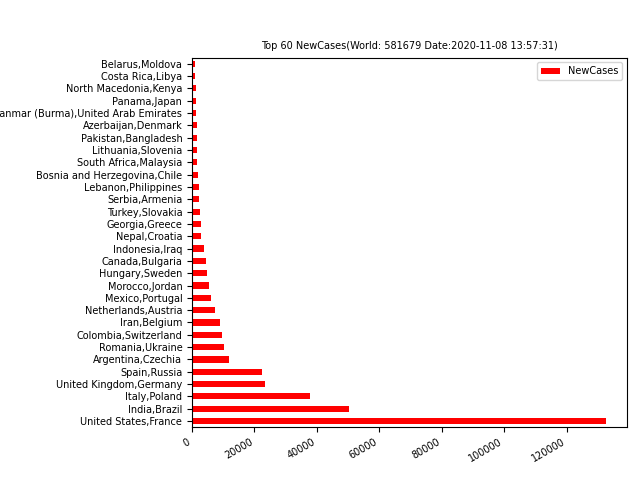 Top 60 NewCases(World: 581679 Date:2020-11-08 13:57:31)
NewCases
Belarus,Moldova
Costa Rica,Libya
North Macedonia,Kenya
Panama,Japan
anmar (Burma),United Arab Emirates
Azerbaijan,Denmark
Pakistan,Bangladesh
Lithuania,Slovenia
South Africa,Malaysia
Bosnia and Herzegovina,Chile
Lebanon,Philippines
Serbia,Armenia
Turkey,Slovakia
Georgia,Greece
Nepal,Croatia
Indonesia,Iraq
Canada,Bulgaria
Hungary,Sweden
Morocco,Jordan
Mexico,Portugal
Netherlands,Austria
Iran,Belgium
Colombia,Switzerland
Romania,Ukraine
Argentina,Czechia
Spain,Russia
United Kingdom,Germany
Italy,Poland
India,Brazil
United States,France
0 20000 40000 60000 80000 100000 120000